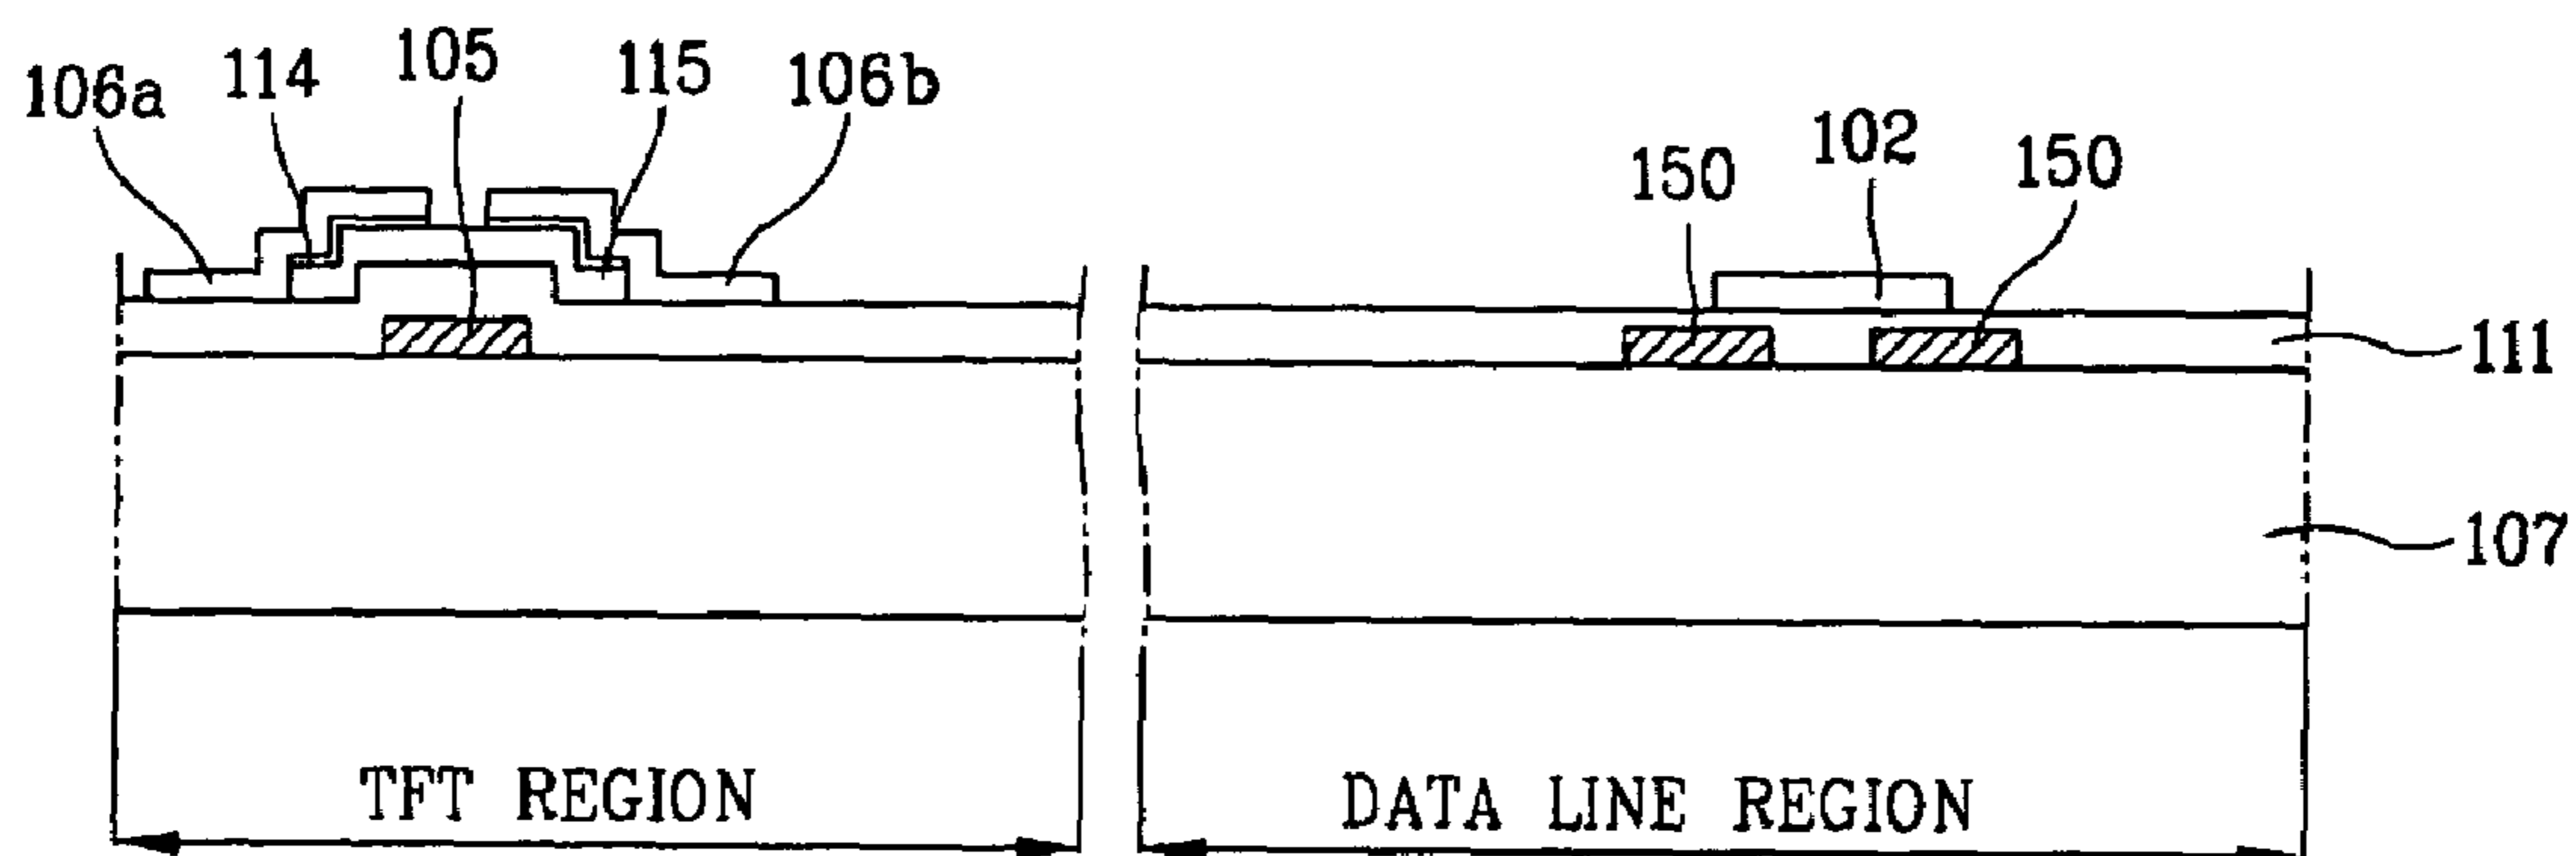 106a 114 105 115 106b
150 102 150
111
107
TFT REGION DATA LINE REGION